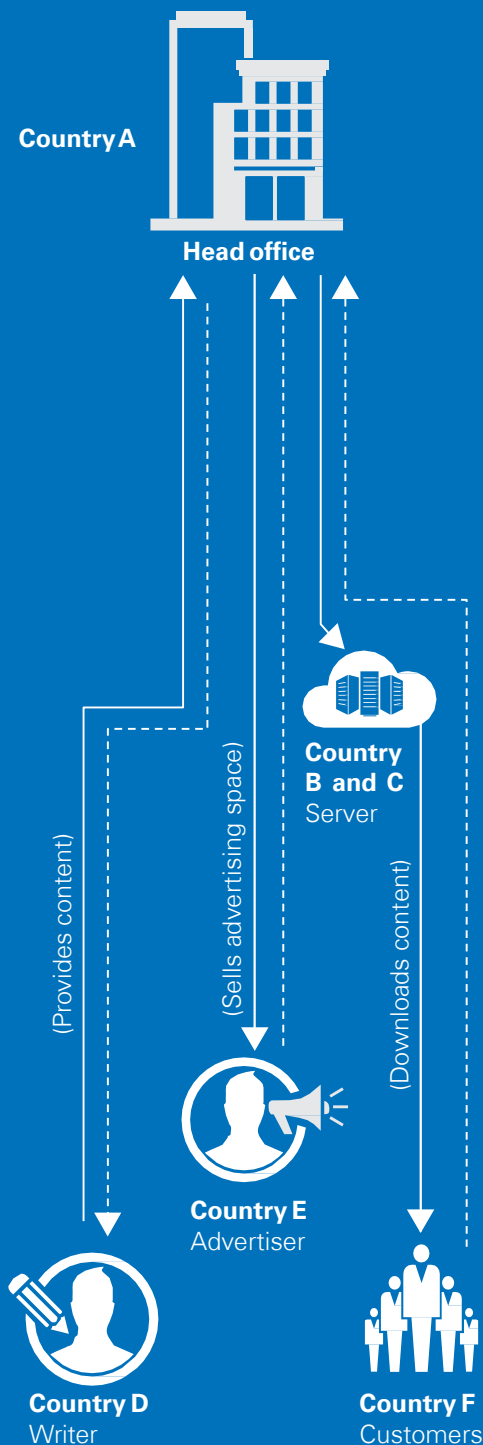 Country A
Head office
Country
B and C
Server
(Provides content)
(Sells advertising space)
(Downloads content)
Country E
Advertiser
Country D
Writer
Country F
Customers